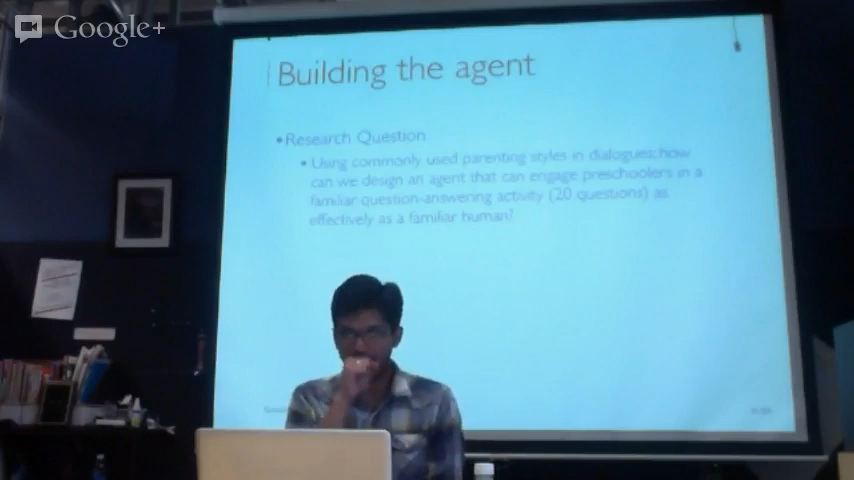 Google+
Building the agent
•Research Question
• Using commonly used parenting styles in dialogues:how
can we design an agent that can engage preschoolers in a
familiar question-answering activity (20 questions) as
effectively as a familiar human?